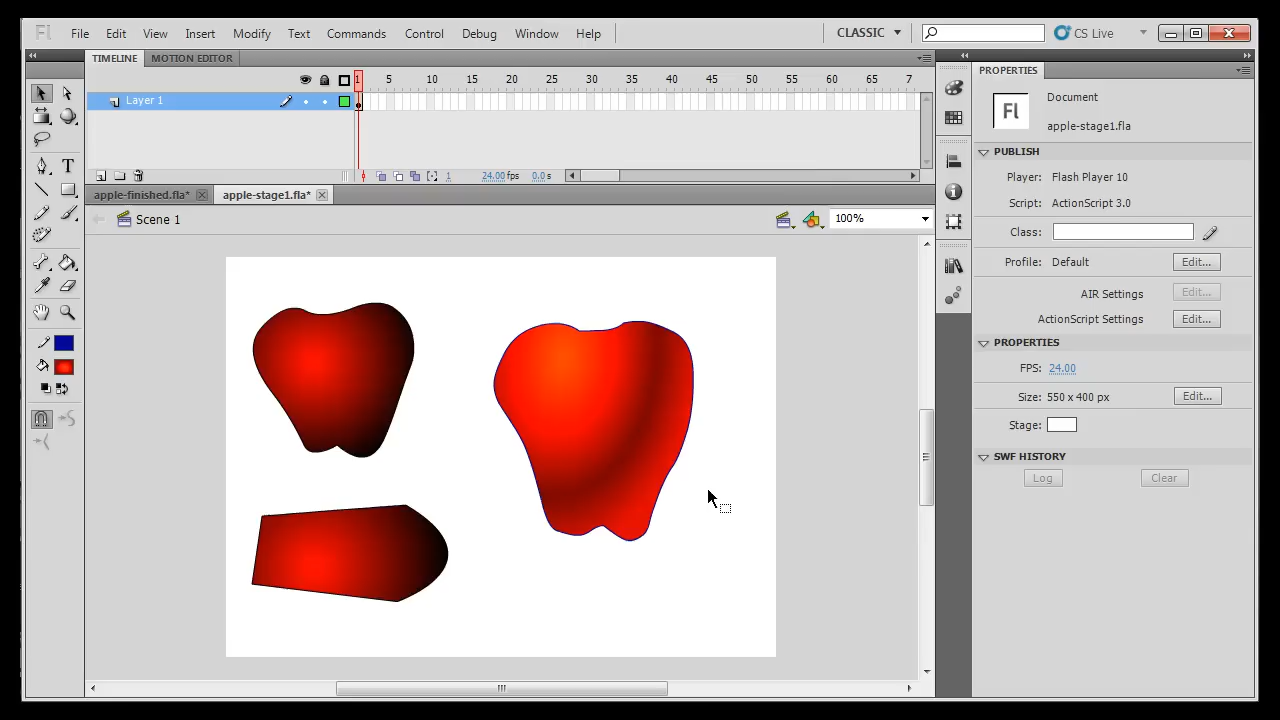 Fl File Edit View Insert Modify Text Commands Control Debug Window Help CLASSIC CS Live
TIMELINE MOTION EDITOR
PROPERTIES
1 5 10 15 20 25 30 35 40 45 50 55 60 65 7
Layer 1
1 24.00 fps 0.0 s
Fl
Document
apple-stage1.fla
PUBLISH
Player: Flash Player 10
Script: ActionScript 3.0
Class:
Profile: Default Edit...
AIR Settings Edit...
ActionScript Settings Edit...
PROPERTIES
FPS: 24.00
Size: 550 x 400 px Edit...
Stage:
SWF HISTORY
Log Clear
apple-finished.fla* apple-stage1.fla*
Scene 1 100%
T